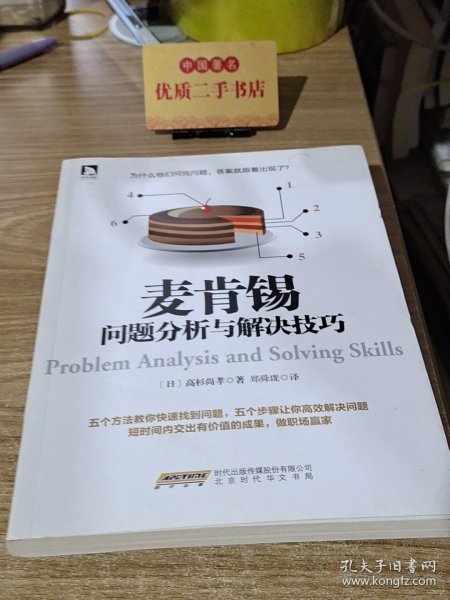 中国著名
优质二手书店
为什么他们问完问题，答案就跟着出现了？
4
1
2
6
3
5
麦肯锡
问题分析与解决技巧
Problem Analysis and Solving Skills
〔日〕高杉尚孝◎著 郑舜珑◎译
五个方法教你快速找到问题，五个步骤让你高效解决问题
短时间内交出有价值的成果，做职场赢家
APETIME
时代出版传媒股份有限公司
北京时代华文书局
孔夫子旧书网
www.kongfz.com